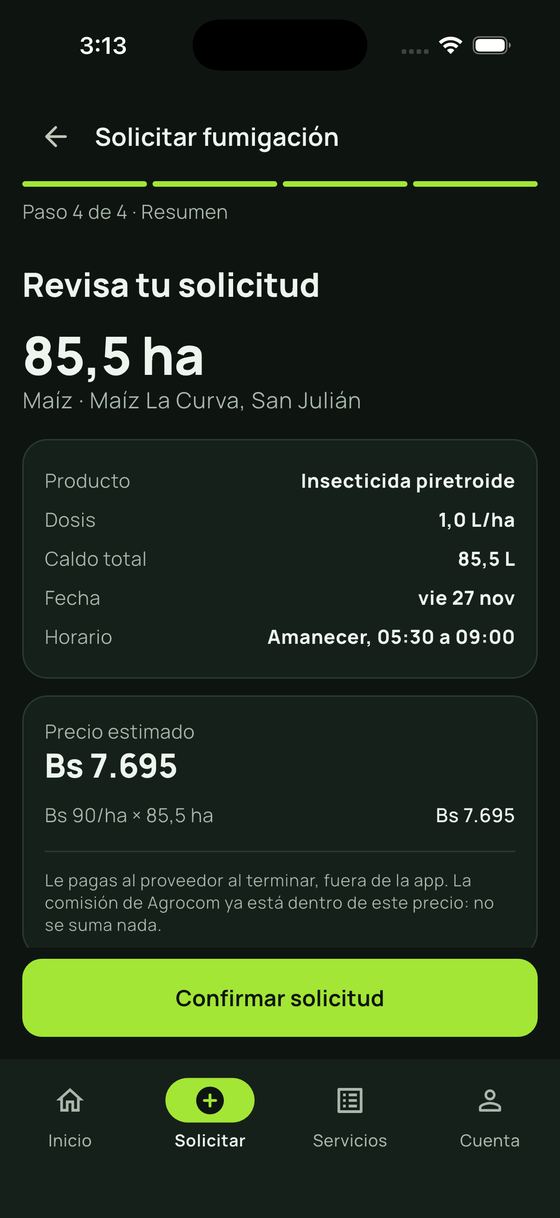 3:13
Solicitar fumigación
Paso 4 de 4 · Resumen
Revisa tu solicitud
85,5 ha
Maíz · Maíz La Curva, San Julián
Producto Insecticida piretroide
Dosis 1,0 L/ha
Caldo total 85,5 L
Fecha vie 27 nov
Horario Amanecer, 05:30 a 09:00
Precio estimado
Bs 7.695
Bs 90/ha × 85,5 ha Bs 7.695
Le pagas al proveedor al terminar, fuera de la app. La
comisión de Agrocom ya está dentro de este precio: no
se suma nada.
Confirmar solicitud
Inicio Solicitar Servicios Cuenta